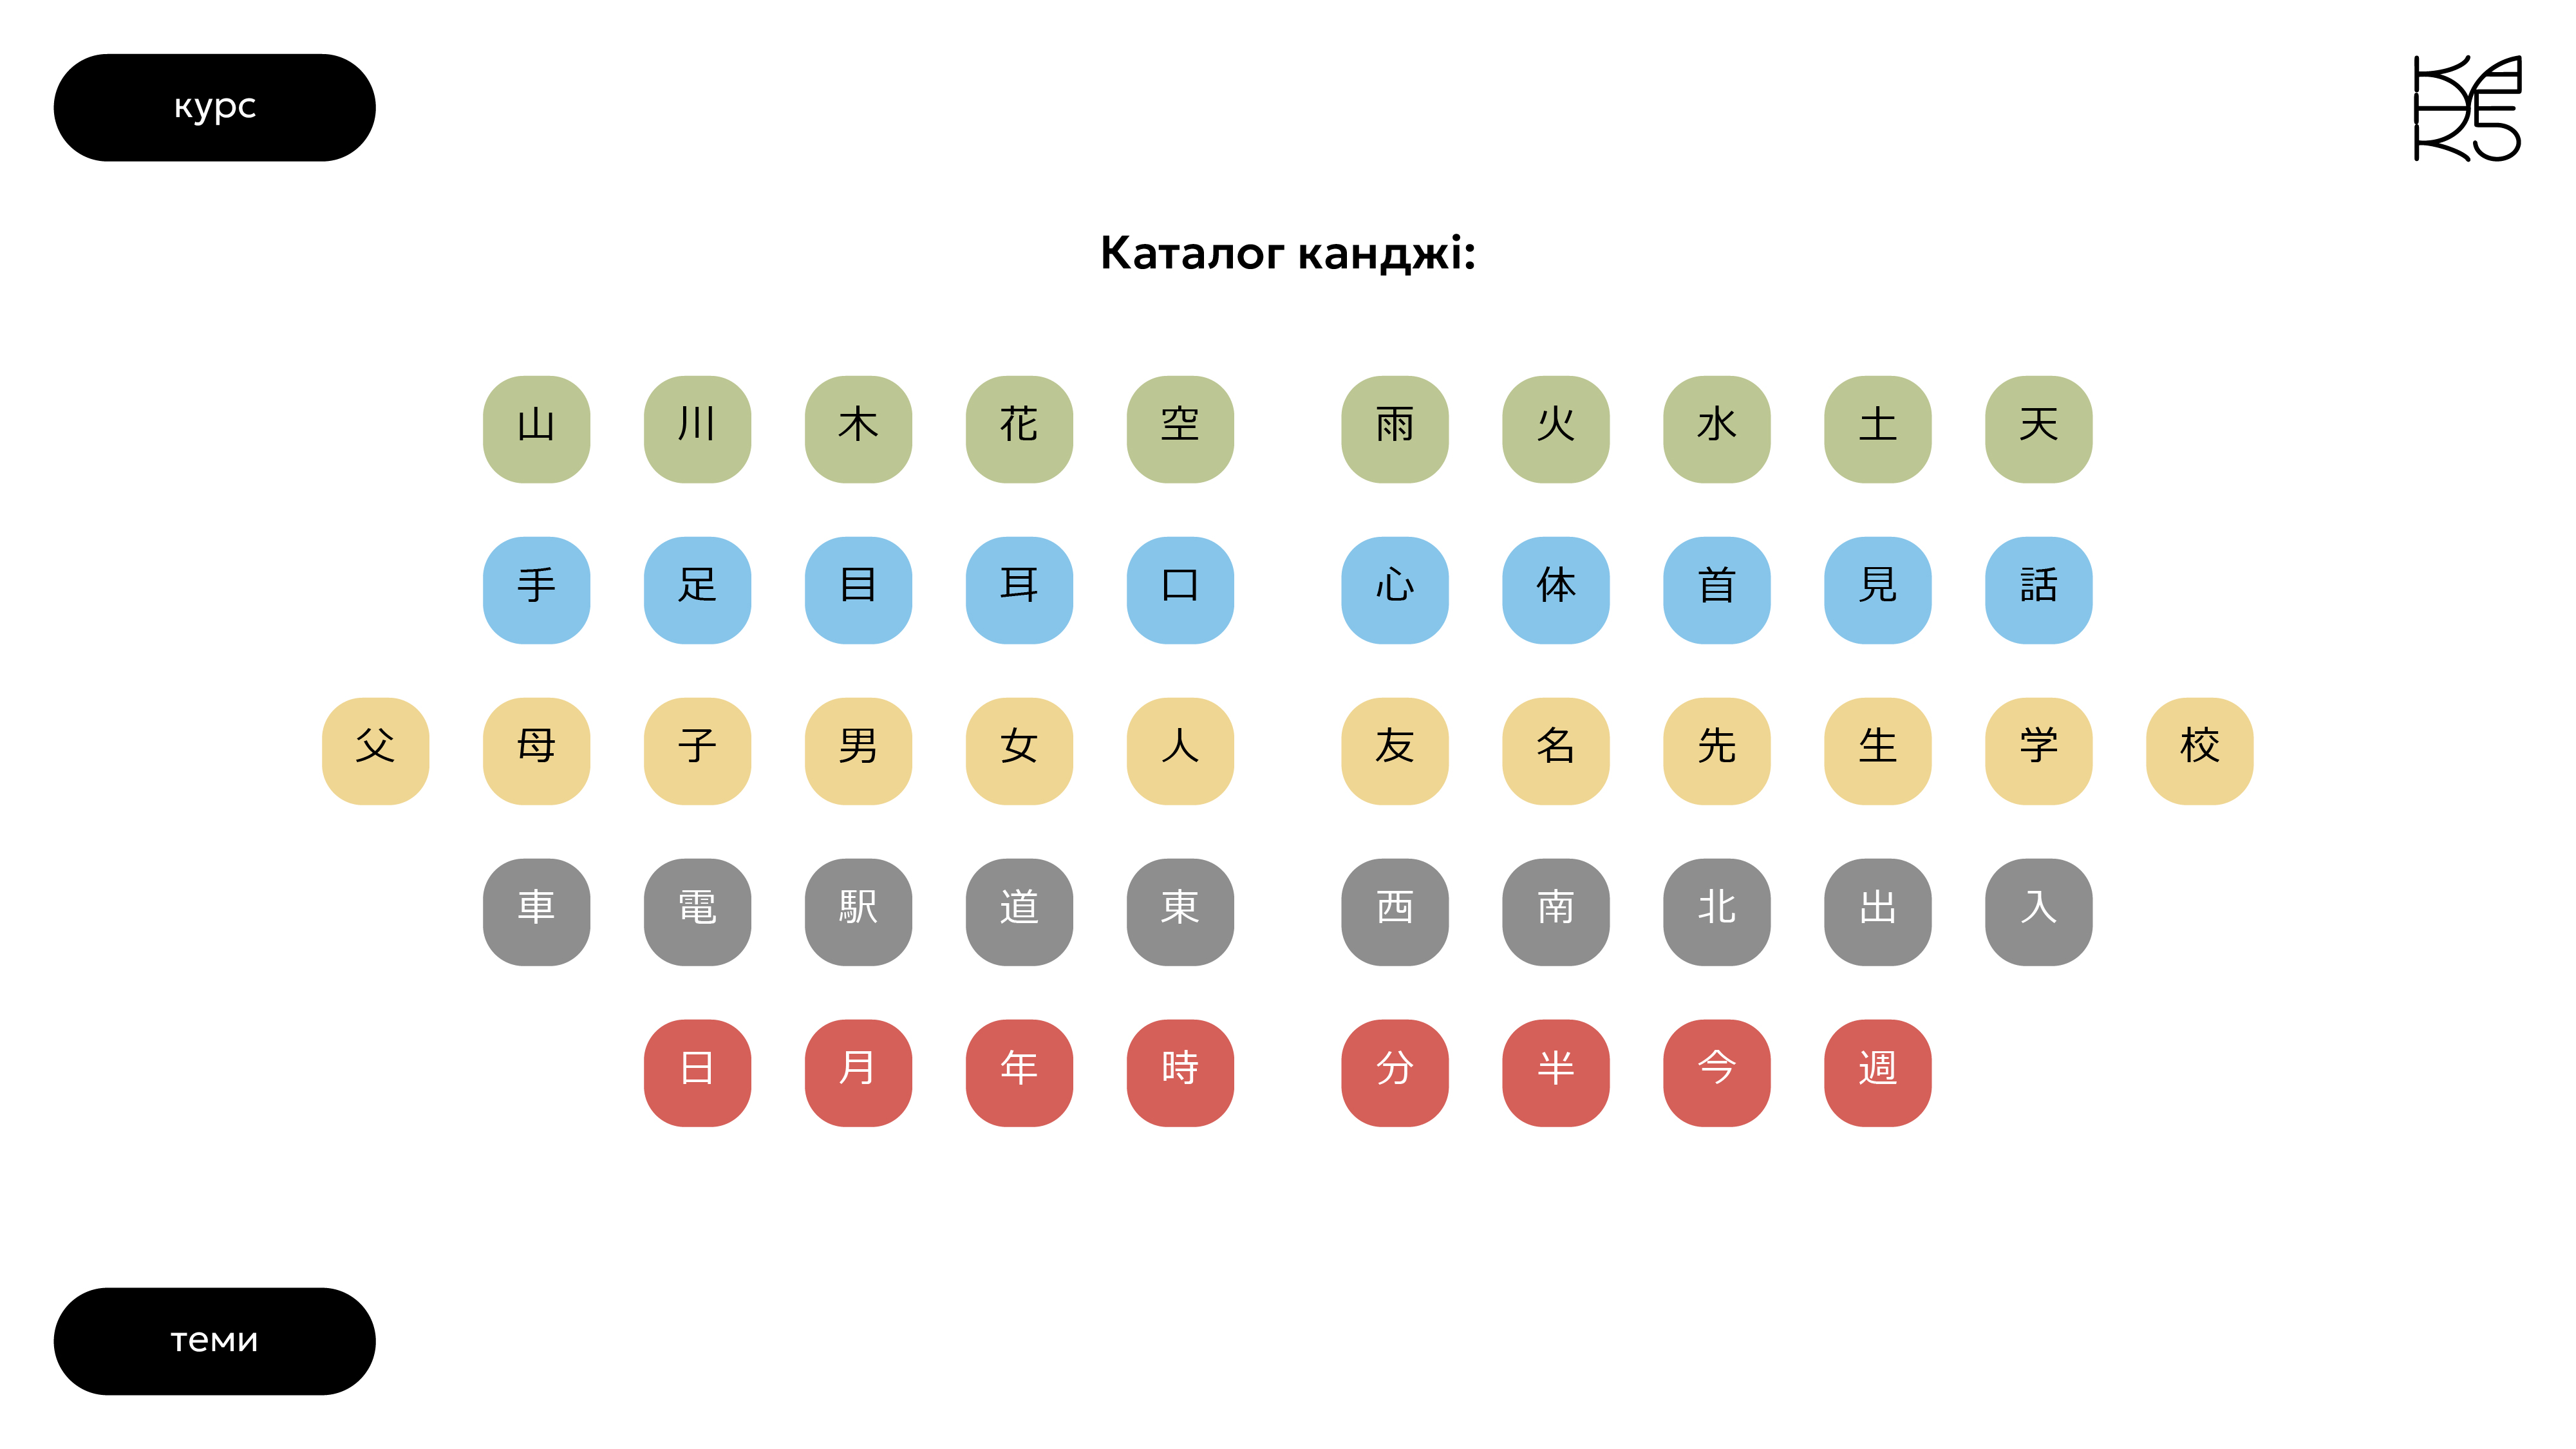 курс
Каталог канджі:
山 川 木 花 空 雨 火 水 土 天
手 足 目 耳 口 心 体 首 見 話
父 母 子 男 女 人 友 名 先 生 学 校
車 電 駅 道 東 西 南 北 出 入
日 月 年 時 分 半 今 週
теми